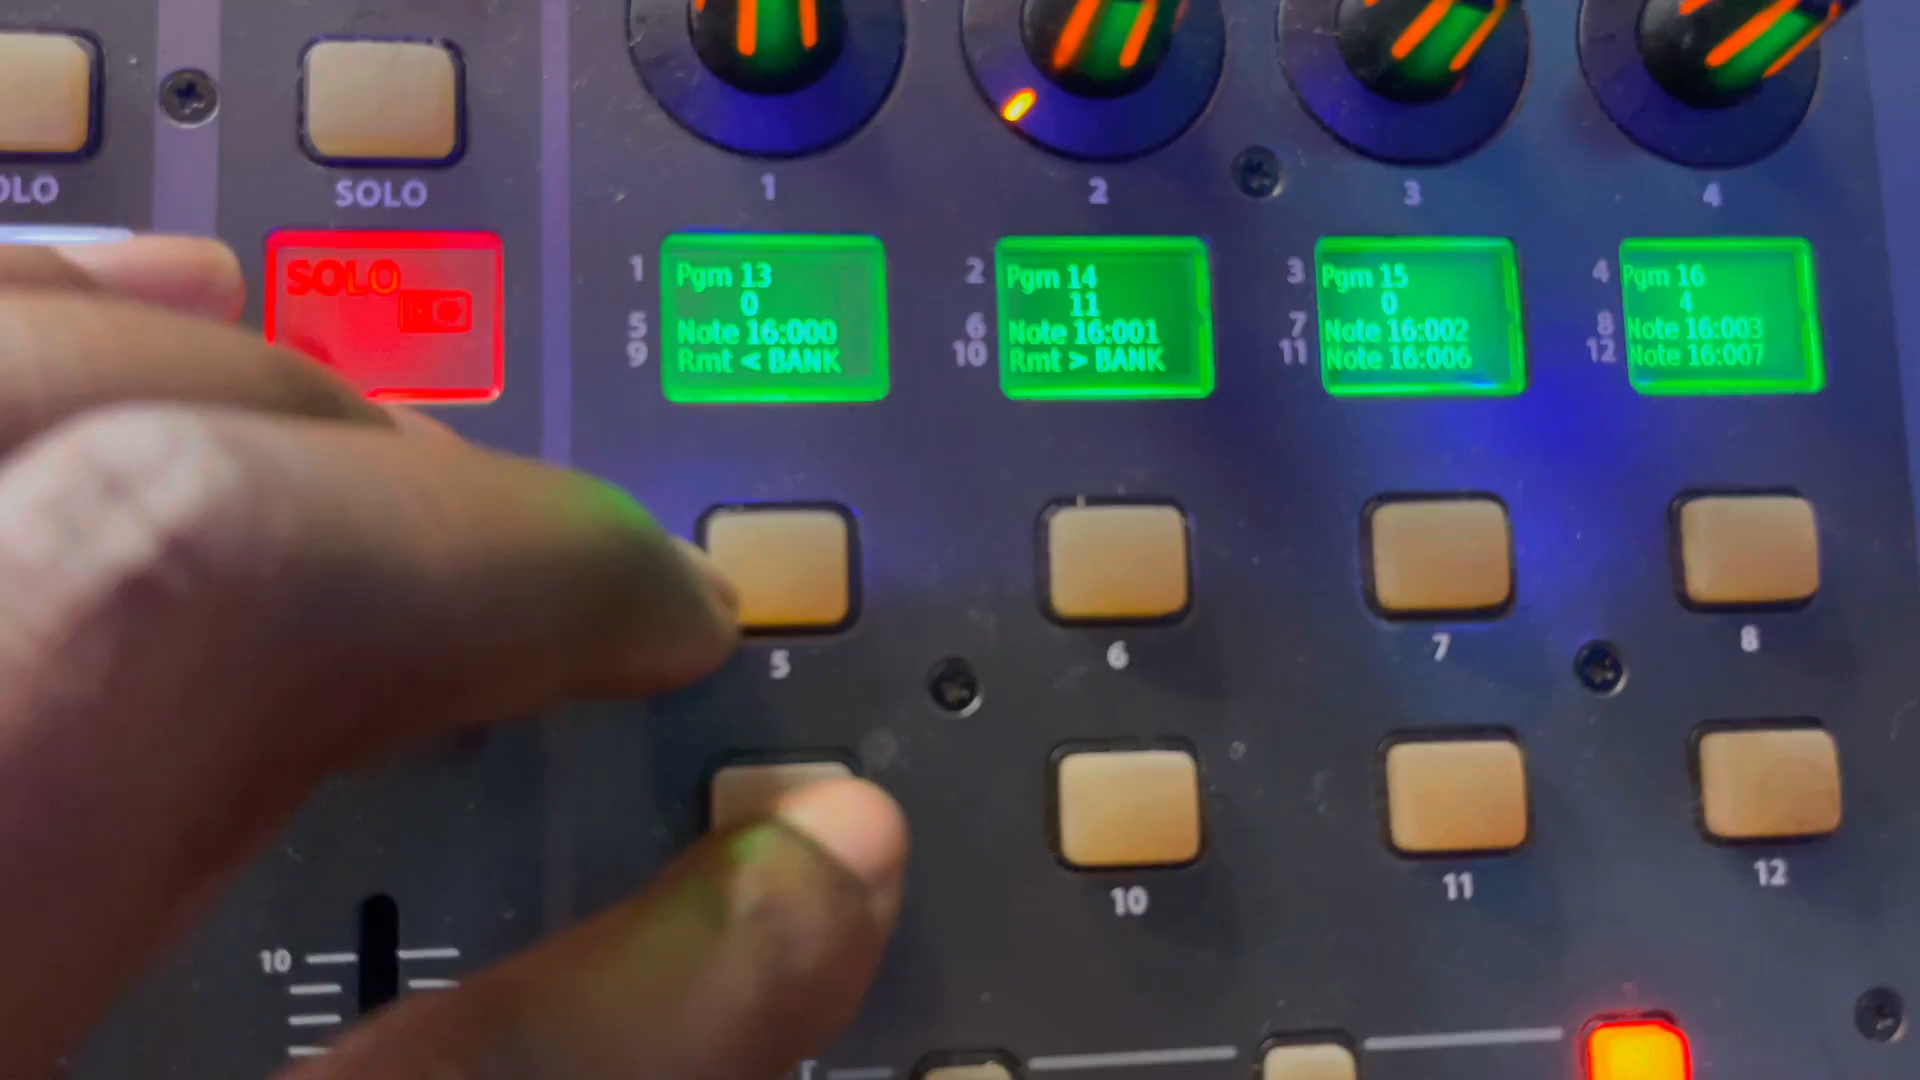 OLO
SOLO
1
2
3
4
SOLO
1
5
9
Pgm 13
0
Note 16:000
Rmt < BANK
2
6
10
Pgm 14
11
Note 16:001
Rmt > BANK
3
7
11
Pgm 15
0
Note 16:002
Note 16:006
4
8
12
Pgm 16
4
Note 16:003
Note 16:007
5
6
7
8
10
11
12
10